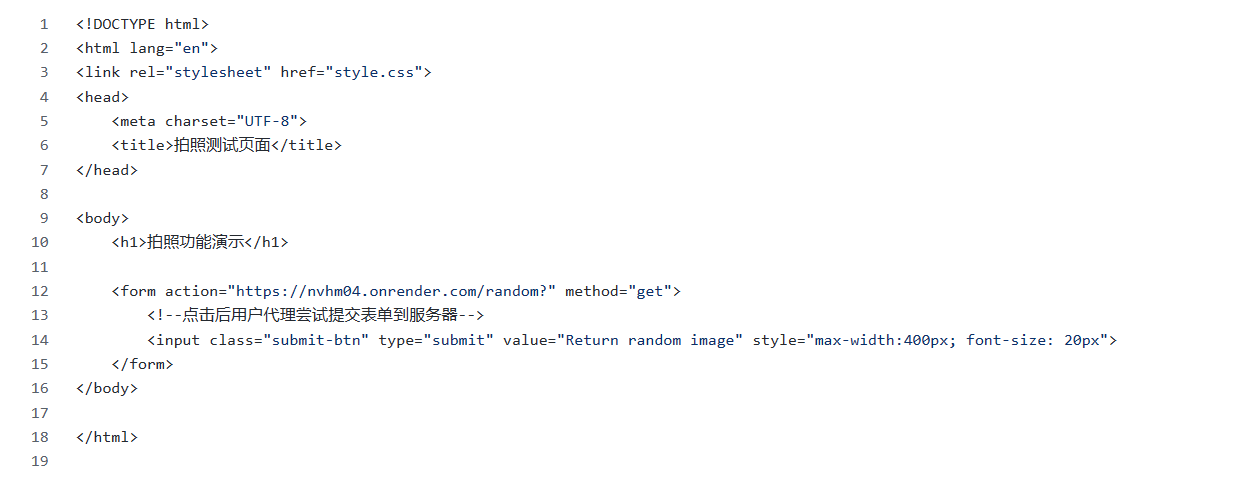 1 <!DOCTYPE html>
2 <html lang="en">
3 <link rel="stylesheet" href="style.css">
4 <head>
5     <meta charset="UTF-8">
6     <title>拍照测试页面</title>
7 </head>
8
9 <body>
10     <h1>拍照功能演示</h1>
11
12     <form action="https://nvhm04.onrender.com/random?" method="get">
13         <!--点击后用户代理尝试提交表单到服务器-->
14         <input class="submit-btn" type="submit" value="Return random image" style="max-width:400px; font-size: 20px">
15     </form>
16 </body>
17
18 </html>
19